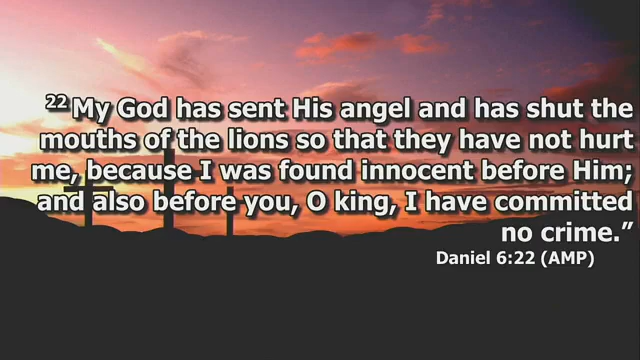 22 My God has sent His angel and has shut the
mouths of the lions so that they have not hurt
me, because I was found innocent before Him;
and also before you, O king, I have committed
no crime.”
Daniel 6:22 (AMP)